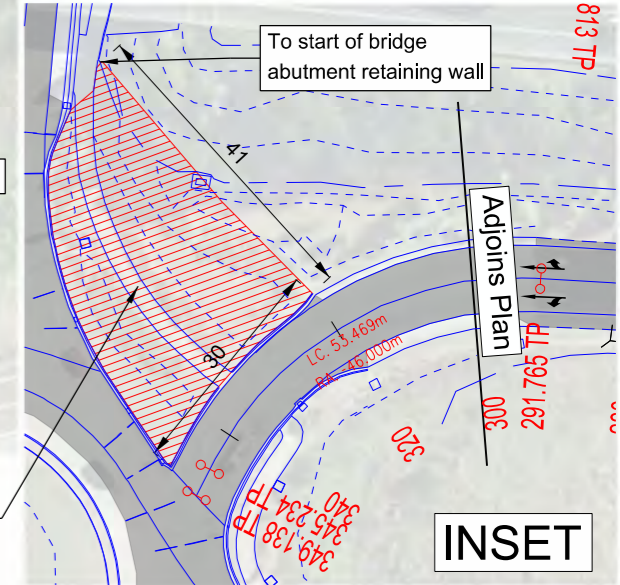 813 TP
To start of bridge
abutment retaining wall
41
Adjoins Plan
30
LC. 53.469m
RA. -46.000m
300
291.765 TP
320
340
345.234 TP
349.138 TP
INSET